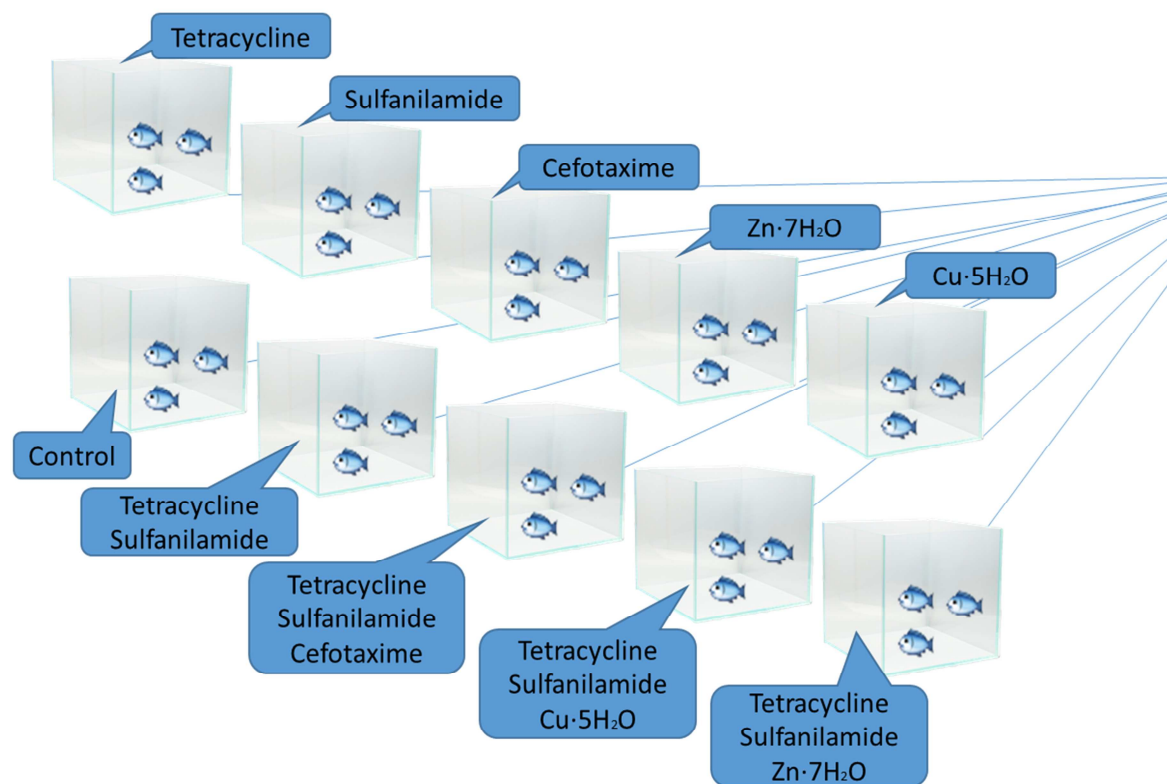 Tetracycline
Sulfanilamide
Cefotaxime
Zn·7H₂O
Cu·5H₂O
Control
Tetracycline
Sulfanilamide
Tetracycline
Sulfanilamide
Cefotaxime
Tetracycline
Sulfanilamide
Cu·5H₂O
Tetracycline
Sulfanilamide
Zn·7H₂O